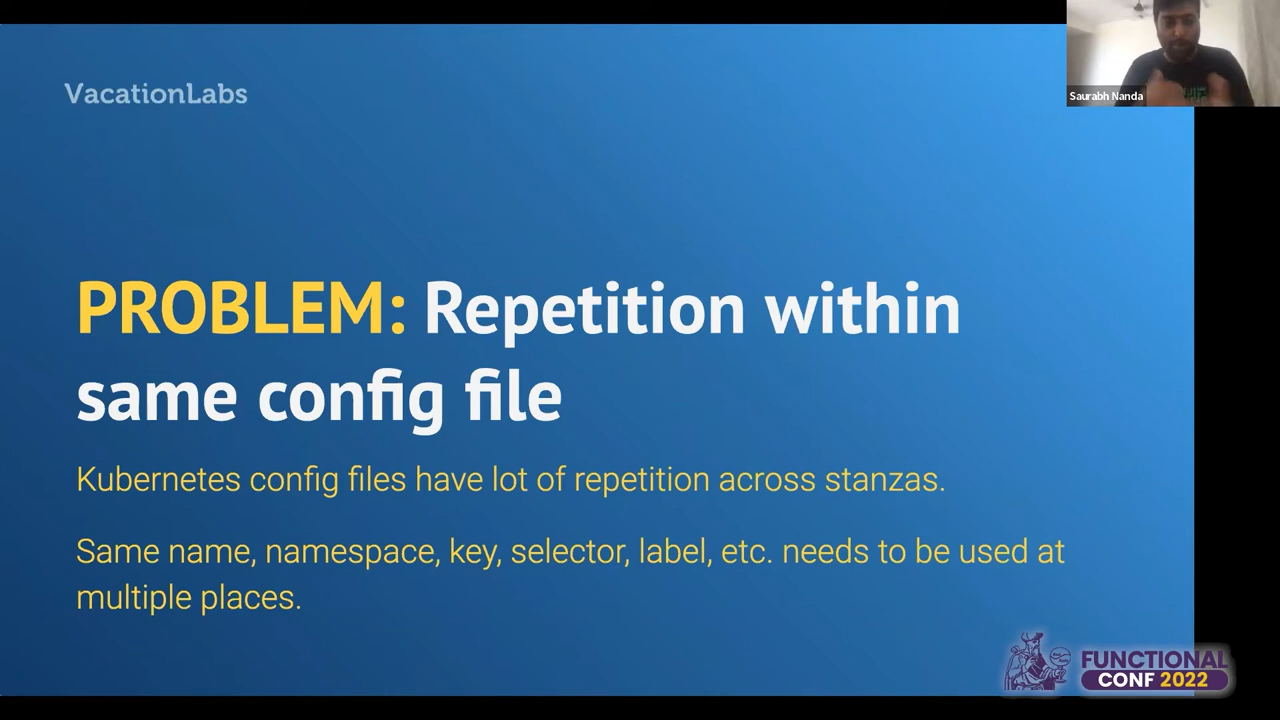 VacationLabs
Saurabh Nanda
PROBLEM: Repetition within
same config file
Kubernetes config files have lot of repetition across stanzas.
Same name, namespace, key, selector, label, etc. needs to be used at
multiple places.
FUNCTIONAL
CONF 2022